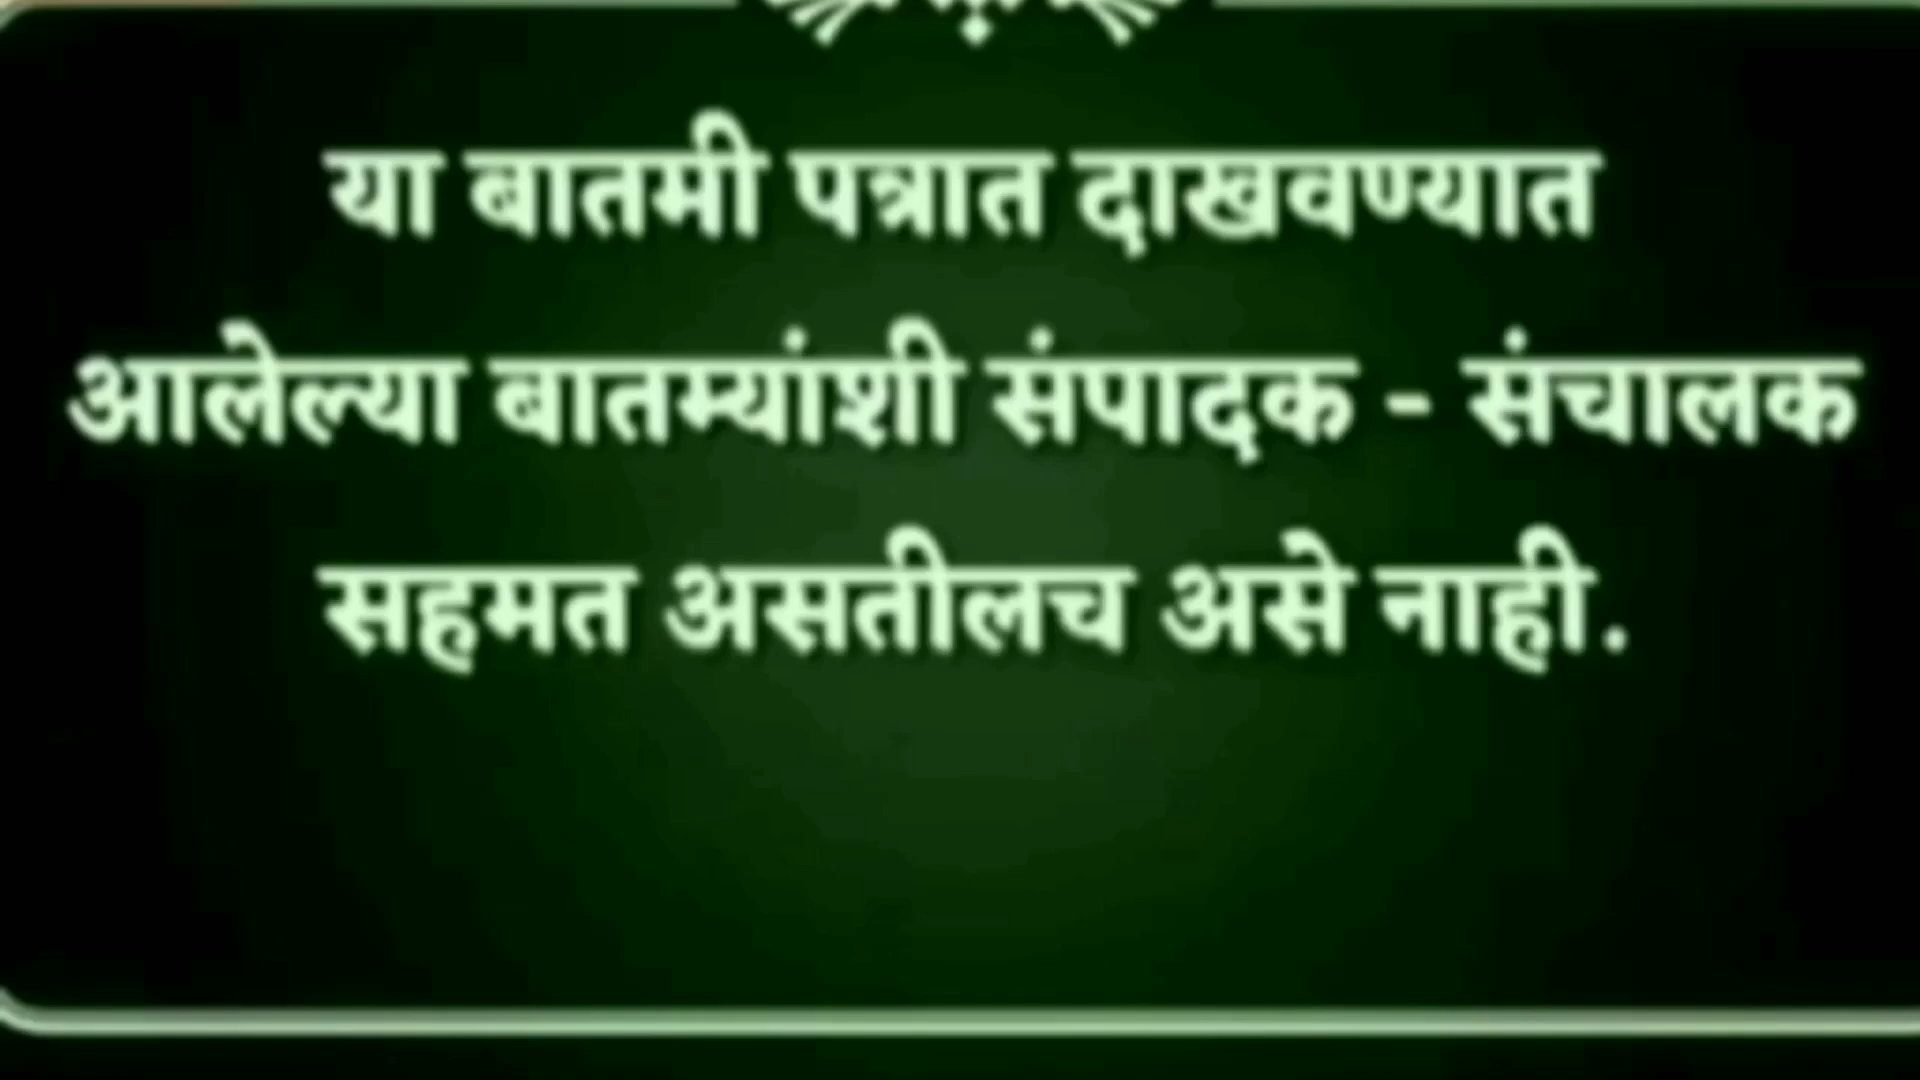 या बातमी पत्रात दाखवण्यात
आलेल्या बातम्यांशी संपादक - संचालक
सहमत असतीलच असे नाही.